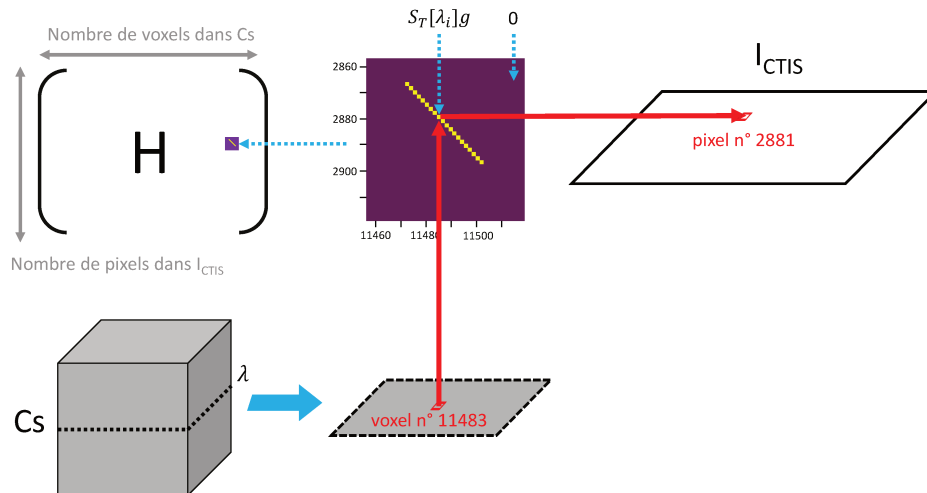 Nombre de voxels dans Cs
H
Nombre de pixels dans I_CTIS
S_T[λ_i]g
0
2860
2880
2900
11460
11480
11500
I_CTIS
pixel n° 2881
Cs
λ
voxel n° 11483